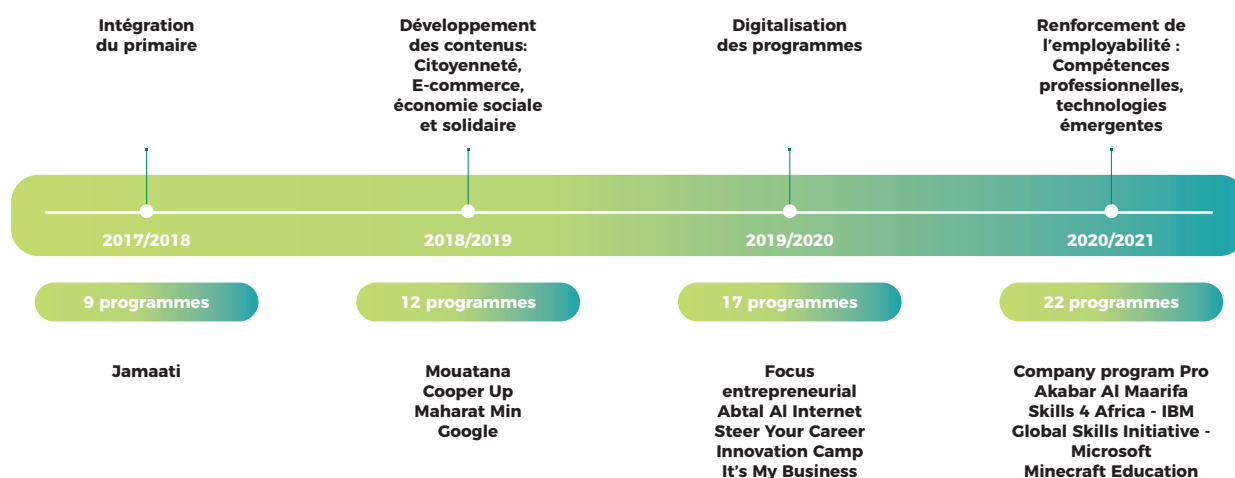 Intégration
du primaire
Développement
des contenus:
Citoyenneté,
E-commerce,
économie sociale
et solidaire
Digitalisation
des programmes
Renforcement de
l’employabilité :
Compétences
professionnelles,
technologies
émergentes
2017/2018
2018/2019
2019/2020
2020/2021
9 programmes
12 programmes
17 programmes
22 programmes
Jamaati
Mouatana
Cooper Up
Maharat Min
Google
Focus
entrepreneurial
Abtal Al Internet
Steer Your Career
Innovation Camp
It’s My Business
Company program Pro
Akabar Al Maarifa
Skills 4 Africa - IBM
Global Skills Initiative -
Microsoft
Minecraft Education